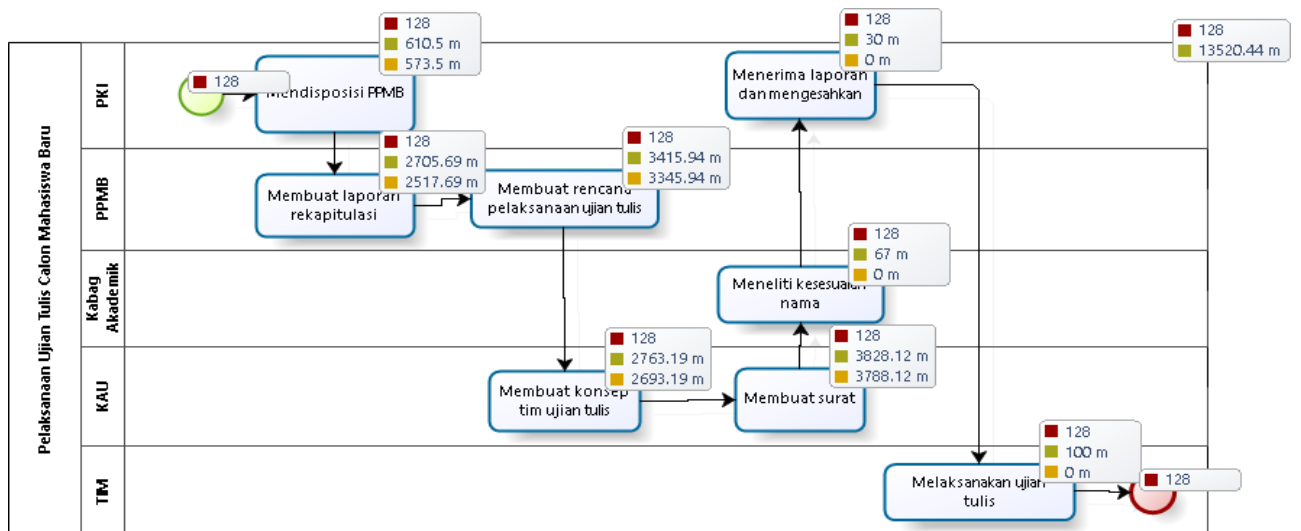 Pelaksanaan Ujian Tulis Calon Mahasiswa Baru
PKI
128
Mendisposisi PPMB
128
610.5 m
573.5 m
Menerima laporan
dan mengesahkan
128
30 m
0 m
128
13520.44 m
PPMB
Membuat laporan
rekapitulasi
128
2705.69 m
2517.69 m
Membuat rencana
pelaksanaan ujian tulis
128
3415.94 m
3345.94 m
Kabag
Akademik
Meneliti kesesuaian
nama
128
67 m
0 m
KAU
Membuat konsep
tim ujian tulis
128
2763.19 m
2693.19 m
Membuat surat
128
3828.12 m
3788.12 m
TIM
Melaksanakan ujian
tulis
128
100 m
0 m
128